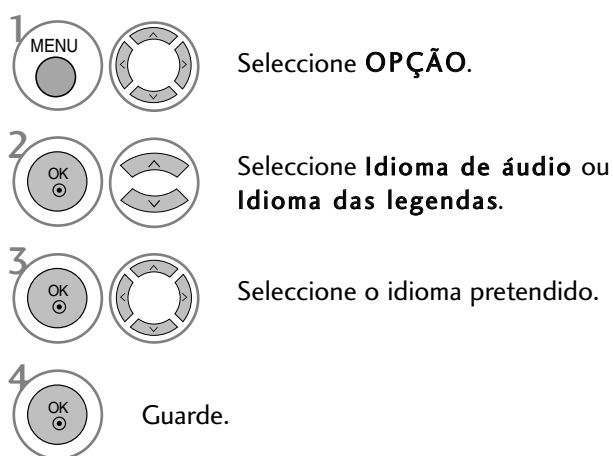 1
MENU
Seleccione OPÇÃO.
2
OK
Seleccione Idioma de áudio ou
Idioma das legendas.
3
OK
Seleccione o idioma pretendido.
4
OK
Guarde.